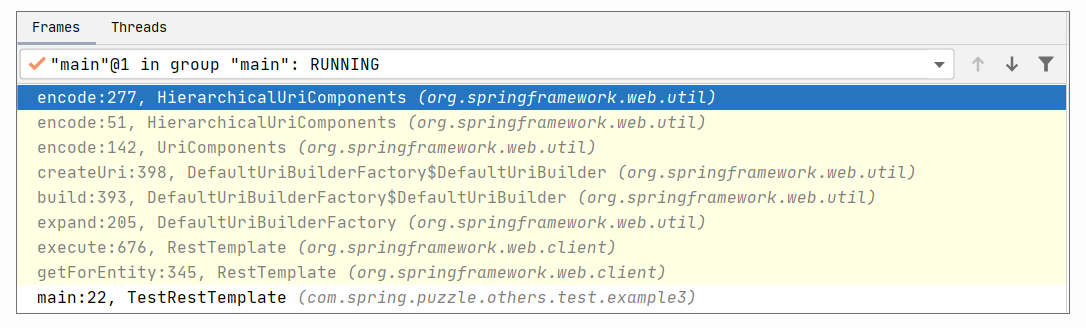 Frames Threads
"main"@1 in group "main": RUNNING
encode:277, HierarchicalUriComponents (org.springframework.web.util)
encode:51, HierarchicalUriComponents (org.springframework.web.util)
encode:142, UriComponents (org.springframework.web.util)
createUri:398, DefaultUriBuilderFactory$DefaultUriBuilder (org.springframework.web.util)
build:393, DefaultUriBuilderFactory$DefaultUriBuilder (org.springframework.web.util)
expand:205, DefaultUriBuilderFactory (org.springframework.web.util)
execute:676, RestTemplate (org.springframework.web.client)
getForEntity:345, RestTemplate (org.springframework.web.client)
main:22, TestRestTemplate (com.spring.puzzle.others.test.example3)